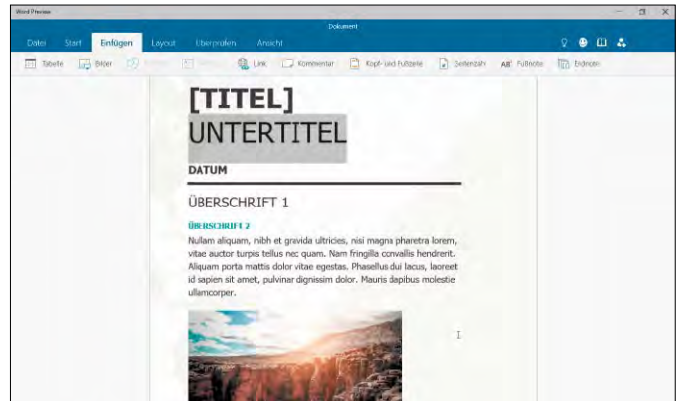 Word Preview
Dokument
Datei Start Einfügen Layout Überprüfen Ansicht
Tabelle Bilder Link Kommentar Kopf- und Fußzeile Seitenzahl AB¹ Fußnote Endnote
[TITEL]
UNTERTITEL
DATUM
ÜBERSCHRIFT 1
ÜBERSCHRIFT 2
Nullam aliquam, nibh et gravida ultricies, nisi magna pharetra lorem,
vitae auctor turpis tellus nec quam. Nam fringilla convallis hendrerit.
Aliquam porta mattis dolor vitae egestas. Phasellus dui lacus, laoreet
id sapien sit amet, pulvinar dignissim dolor. Mauris dapibus molestie
ullamcorper.